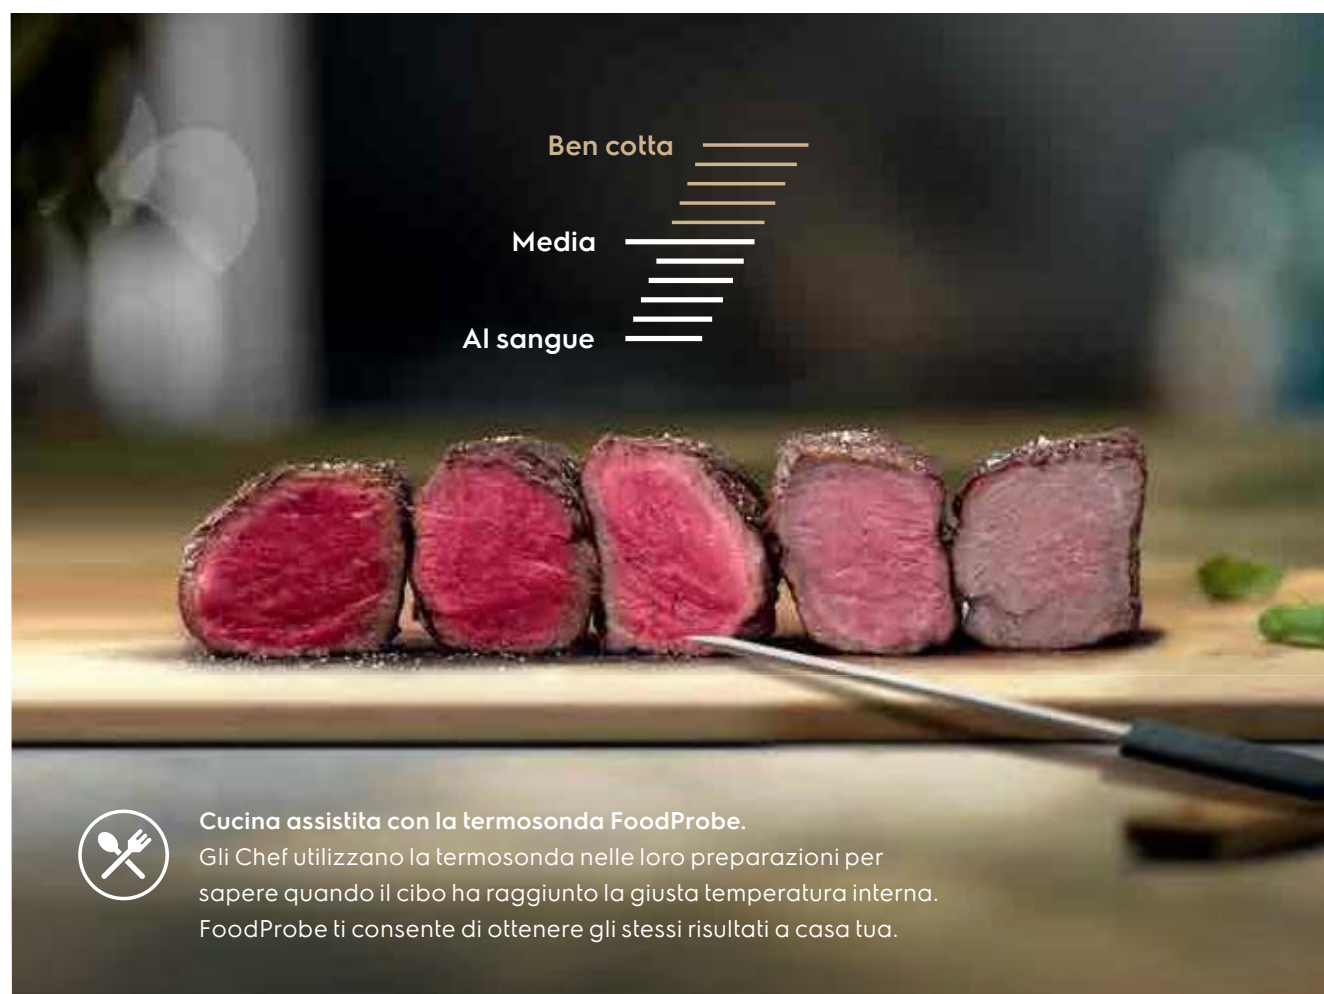 Ben cotta
Media
Al sangue
Cucina assistita con la termosonda FoodProbe.
Gli Chef utilizzano la termosonda nelle loro preparazioni per
sapere quando il cibo ha raggiunto la giusta temperatura interna.
FoodProbe ti consente di ottenere gli stessi risultati a casa tua.